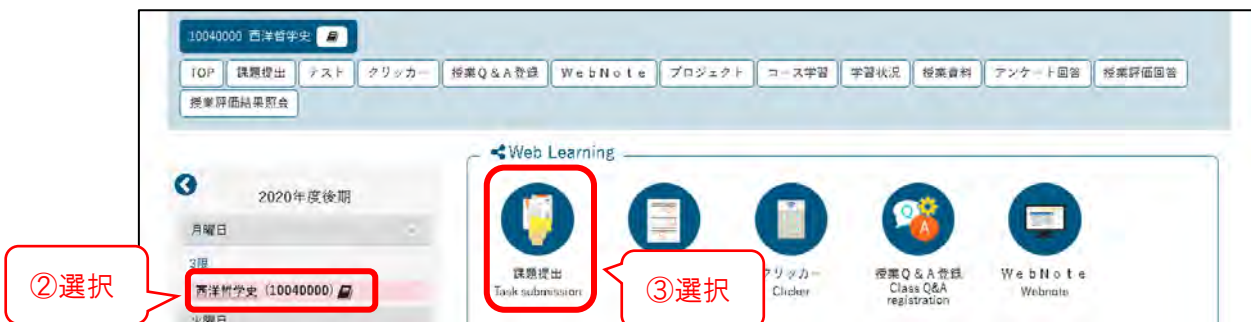 10040000 西洋哲学史
TOP 課題提出 テスト クリッカー 授業Q&A登録 WebNote プロジェクト コース学習 学習状況 授業資料 アンケート回答 授業評価回答
授業評価結果照会
Web Learning
2020年度後期
月曜日
3限
西洋哲学史 (10040000)
火曜日
②選択
③選択
課題提出
Task submission
クリッカー
Clicker
授業Q&A登録
Class Q&A
registration
WebNote
Webnote